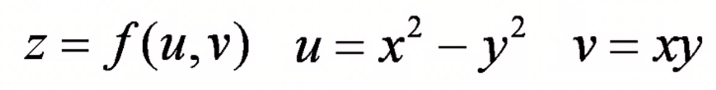 z = f(u,v) u = x² − y² v = xy